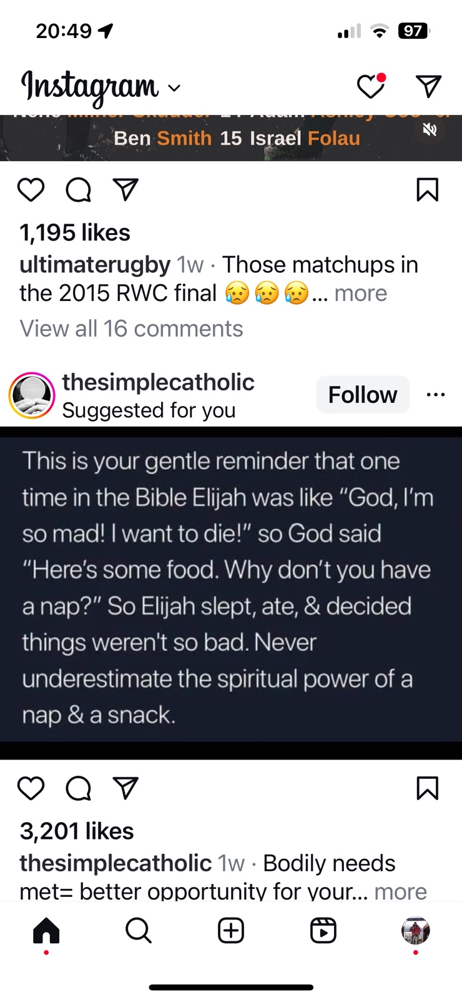 20:49
97
Instagram
Ben Smith 15 Israel Folau
1,195 likes
ultimaterugby 1w · Those matchups in
the 2015 RWC final 😥😥😥... more
View all 16 comments
thesimplecatholic
Suggested for you
Follow
This is your gentle reminder that one
time in the Bible Elijah was like “God, I’m
so mad! I want to die!” so God said
“Here’s some food. Why don’t you have
a nap?” So Elijah slept, ate, & decided
things weren't so bad. Never
underestimate the spiritual power of a
nap & a snack.
3,201 likes
thesimplecatholic 1w · Bodily needs
met= better opportunity for your... more